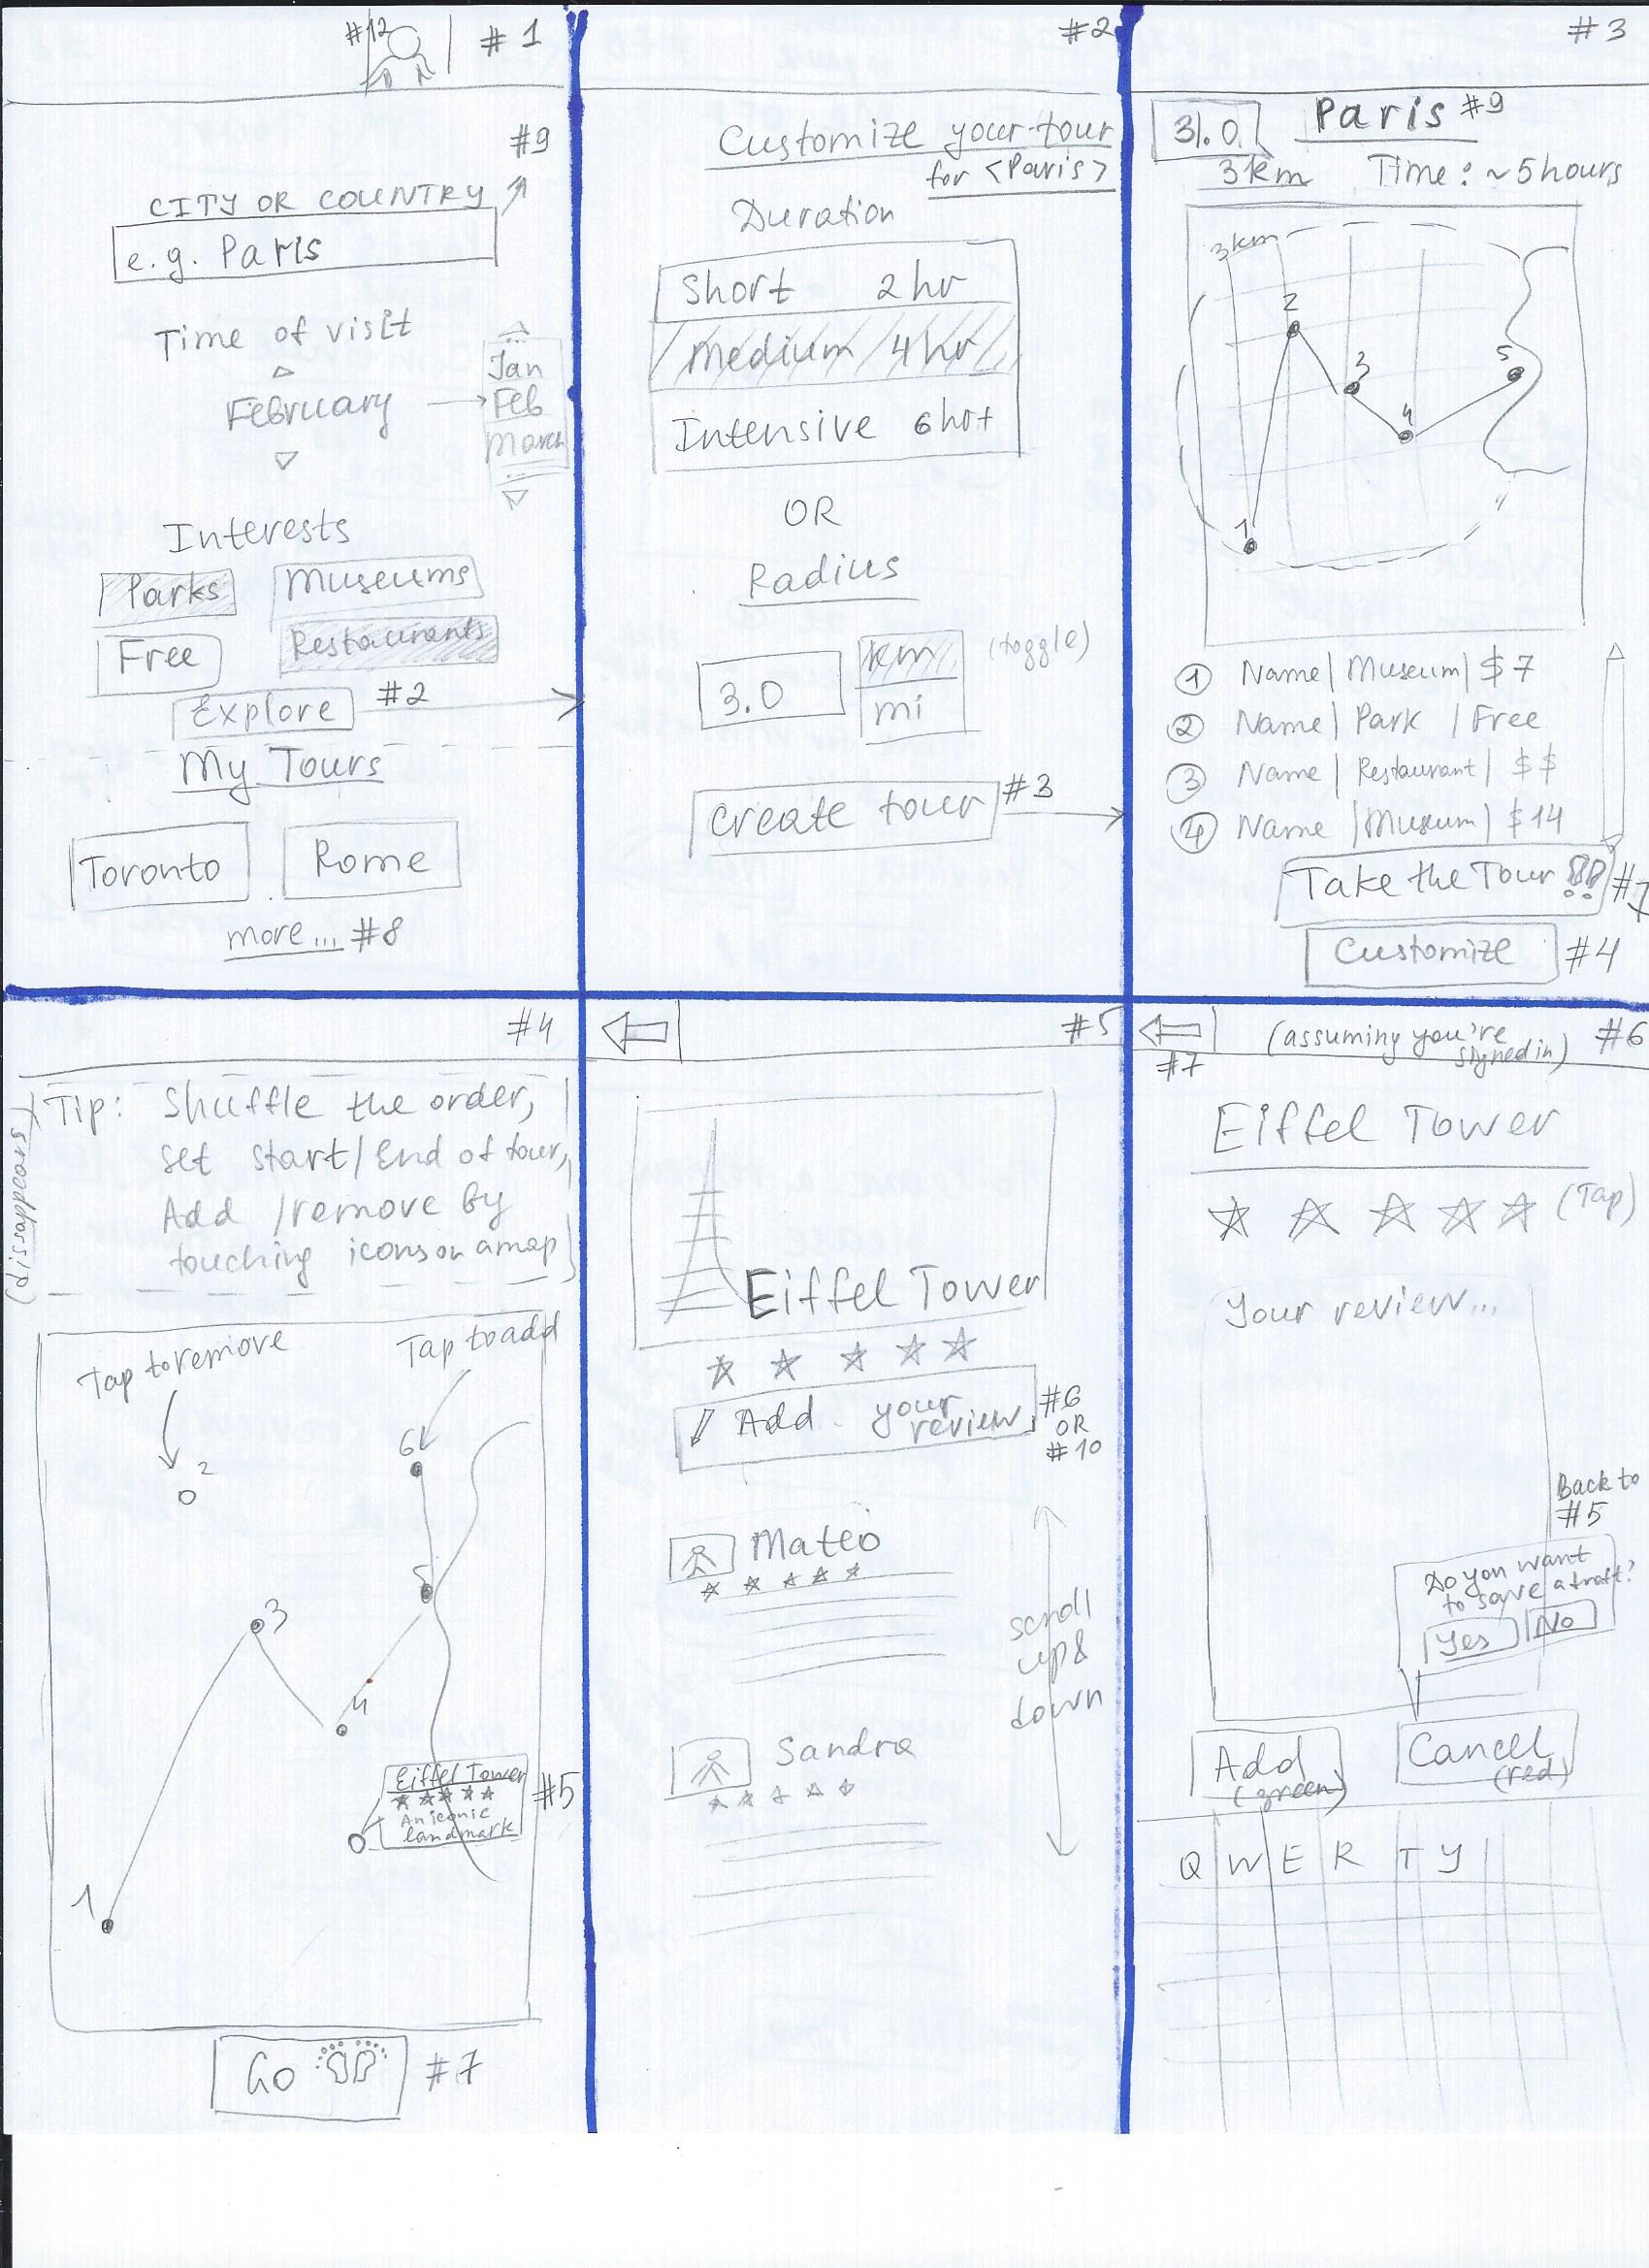 #12
#1
#9
CITY OR COUNTRY
e.g. Paris
Time of visit
February
Jan
Feb
March
Interests
Parks
Museums
Free
Restaurants
Explore
#2
My Tours
Toronto
Rome
more... #8
#2
Customize your tour
for <Paris>
Duration
Short 2hr
Medium 4hr
Intensive 6hr+
OR
Radius
3.0
km
mi
(toggle)
create tour
#3
#3
Paris #9
3km
Time: ~5hours
3km
2
3
5
4
1
1 Name | Museum | $7
2 Name | Park | Free
3 Name | Restaurant | $$
4 Name | Museum | $14
Take the Tour
#7
Customize
#4
#4
(disappears)
Tip: Shuffle the order,
set start/End of tour,
Add /remove by
touching icons on a map
Tap to remove
Tap to add
2
6
5
3
4
Eiffel Tower
An iconic
landmark
#5
1
Go
#7
#5
Eiffel Tower
Add your
review
#6
OR
#10
Mateo
Sandra
scroll
up &
down
#7
(assuming you're
signed in)
#6
Eiffel Tower
(Tap)
Your review...
Back to
#5
Do you want
to save a draft?
Yes
No
Add
(green)
Cancel
(red)
Q W E R T Y